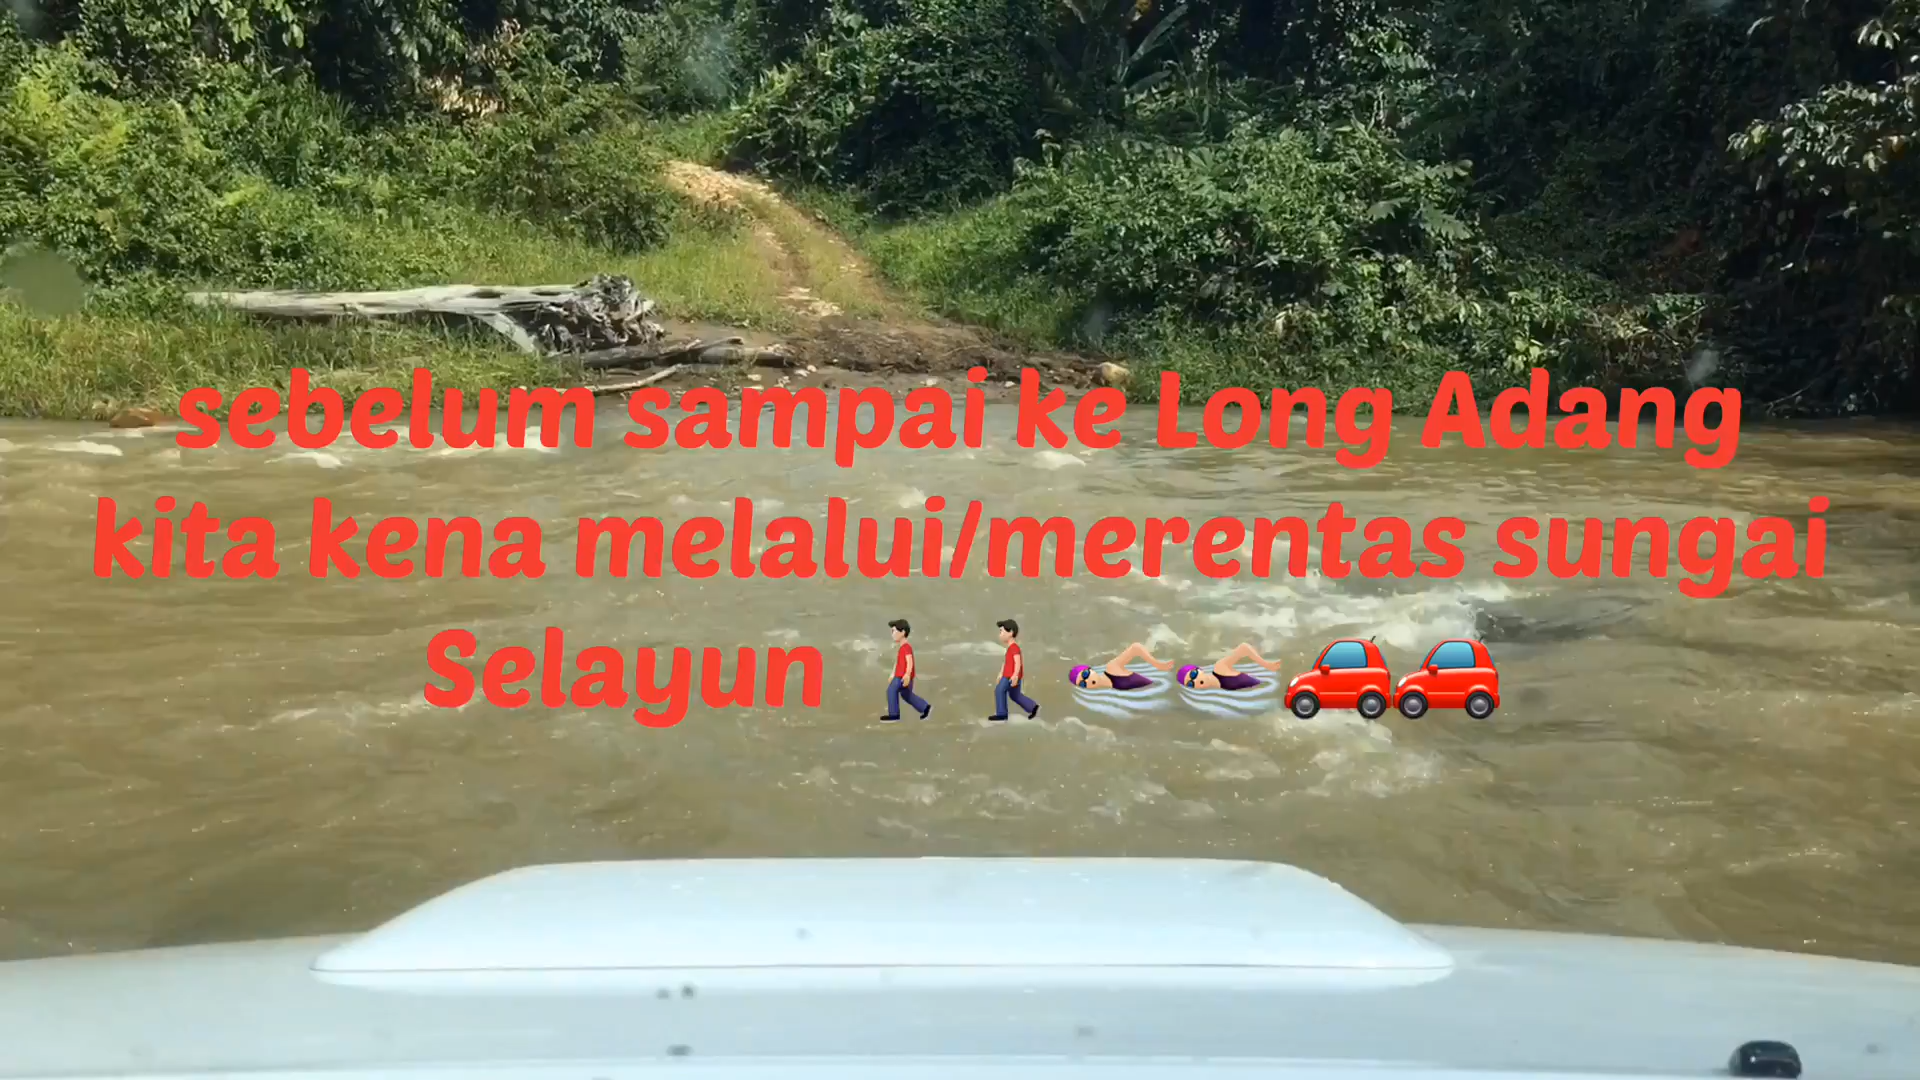 sebelum sampai ke Long Adang
kita kena melalui/merentas sungai
Selayun 🚶🏻‍♂️🚶🏻‍♂️🏊🏻‍♀️🏊🏻‍♀️🚗🚗